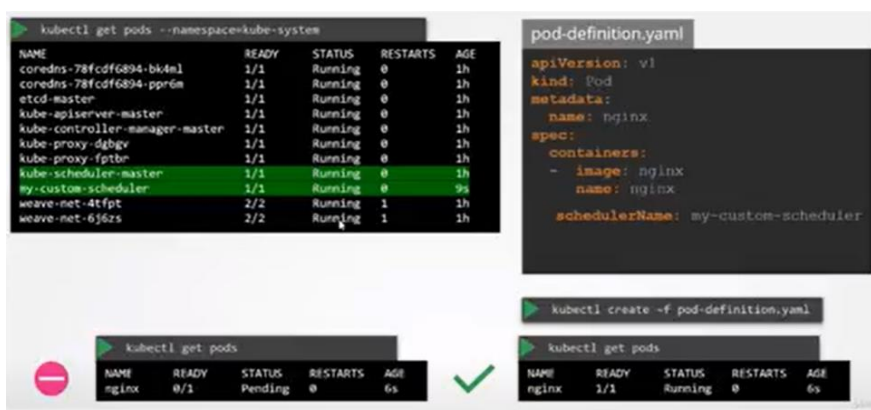 kubectl get pods --namespace=kube-system
NAME READY STATUS RESTARTS AGE
coredns-78fcdf6894-bk4ml 1/1 Running 0 1h
coredns-78fcdf6894-ppr6m 1/1 Running 0 1h
etcd-master 1/1 Running 0 1h
kube-apiserver-master 1/1 Running 0 1h
kube-controller-manager-master 1/1 Running 0 1h
kube-proxy-dgbgv 1/1 Running 0 1h
kube-proxy-fptbr 1/1 Running 0 1h
kube-scheduler-master 1/1 Running 0 1h
my-custom-scheduler 1/1 Running 0 9s
weave-net-4tfpt 2/2 Running 1 1h
weave-net-6j6zs 2/2 Running 1 1h
pod-definition.yaml
apiVersion: v1
kind: Pod
metadata:
name: nginx
spec:
containers:
- image: nginx
name: nginx
schedulerName: my-custom-scheduler
kubectl create -f pod-definition.yaml
kubectl get pods
NAME READY STATUS RESTARTS AGE
nginx 0/1 Pending 0 6s
kubectl get pods
NAME READY STATUS RESTARTS AGE
nginx 1/1 Running 0 6s